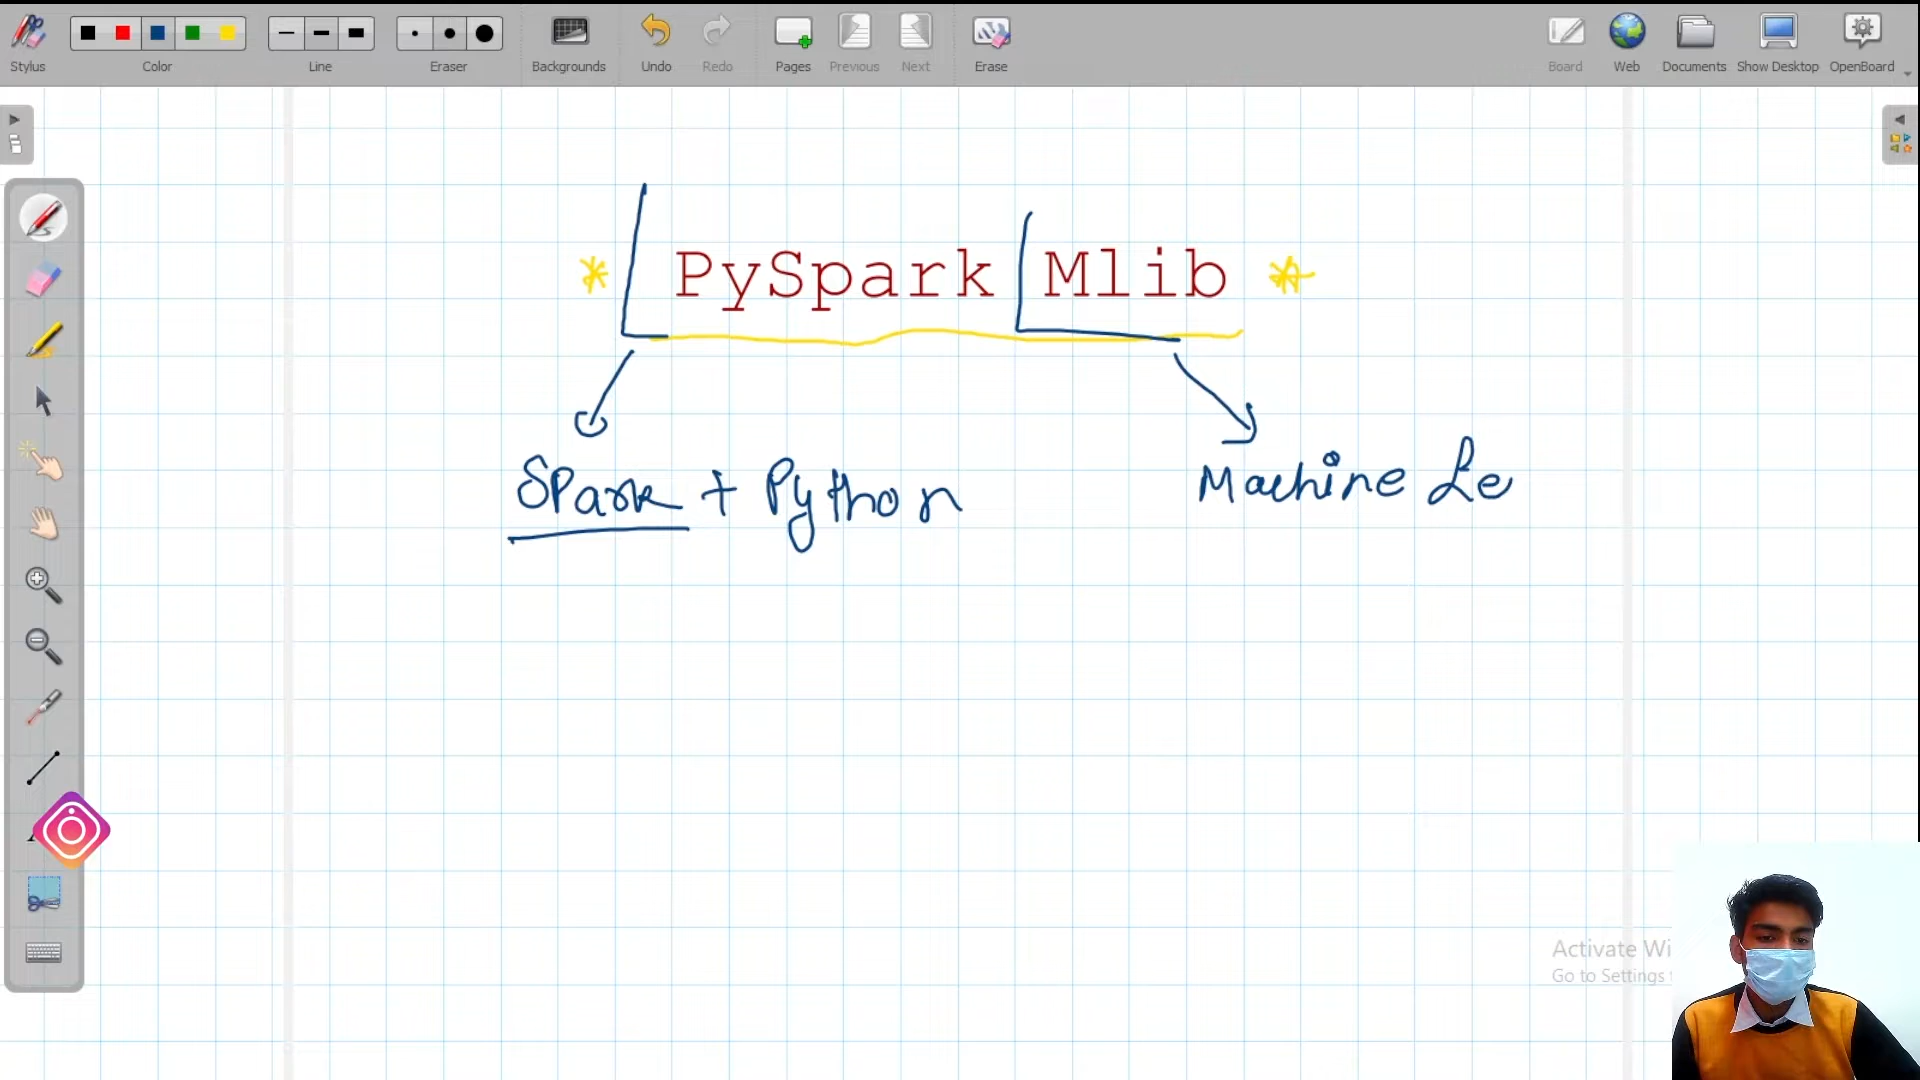 Stylus Color Line Eraser Backgrounds Undo Redo Pages Previous Next Erase Board Web Documents Show Desktop OpenBoard
* PySpark Mlib *
SPark + Python Machine Le
Activate Wi
Go to Settings